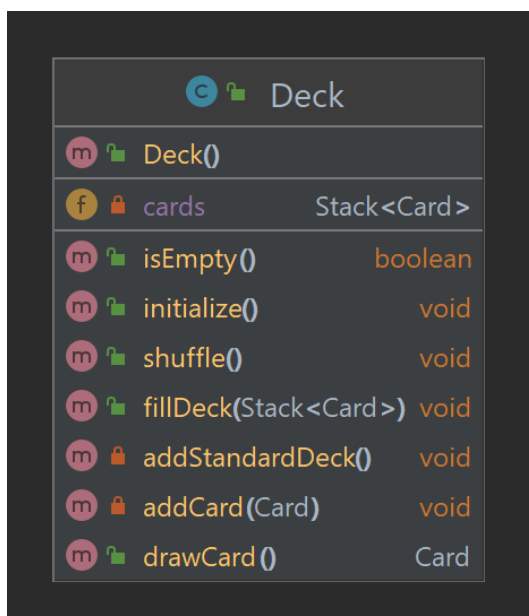 C Deck
m Deck()
f cards Stack<Card>
m isEmpty() boolean
m initialize() void
m shuffle() void
m fillDeck(Stack<Card>) void
m addStandardDeck() void
m addCard(Card) void
m drawCard() Card